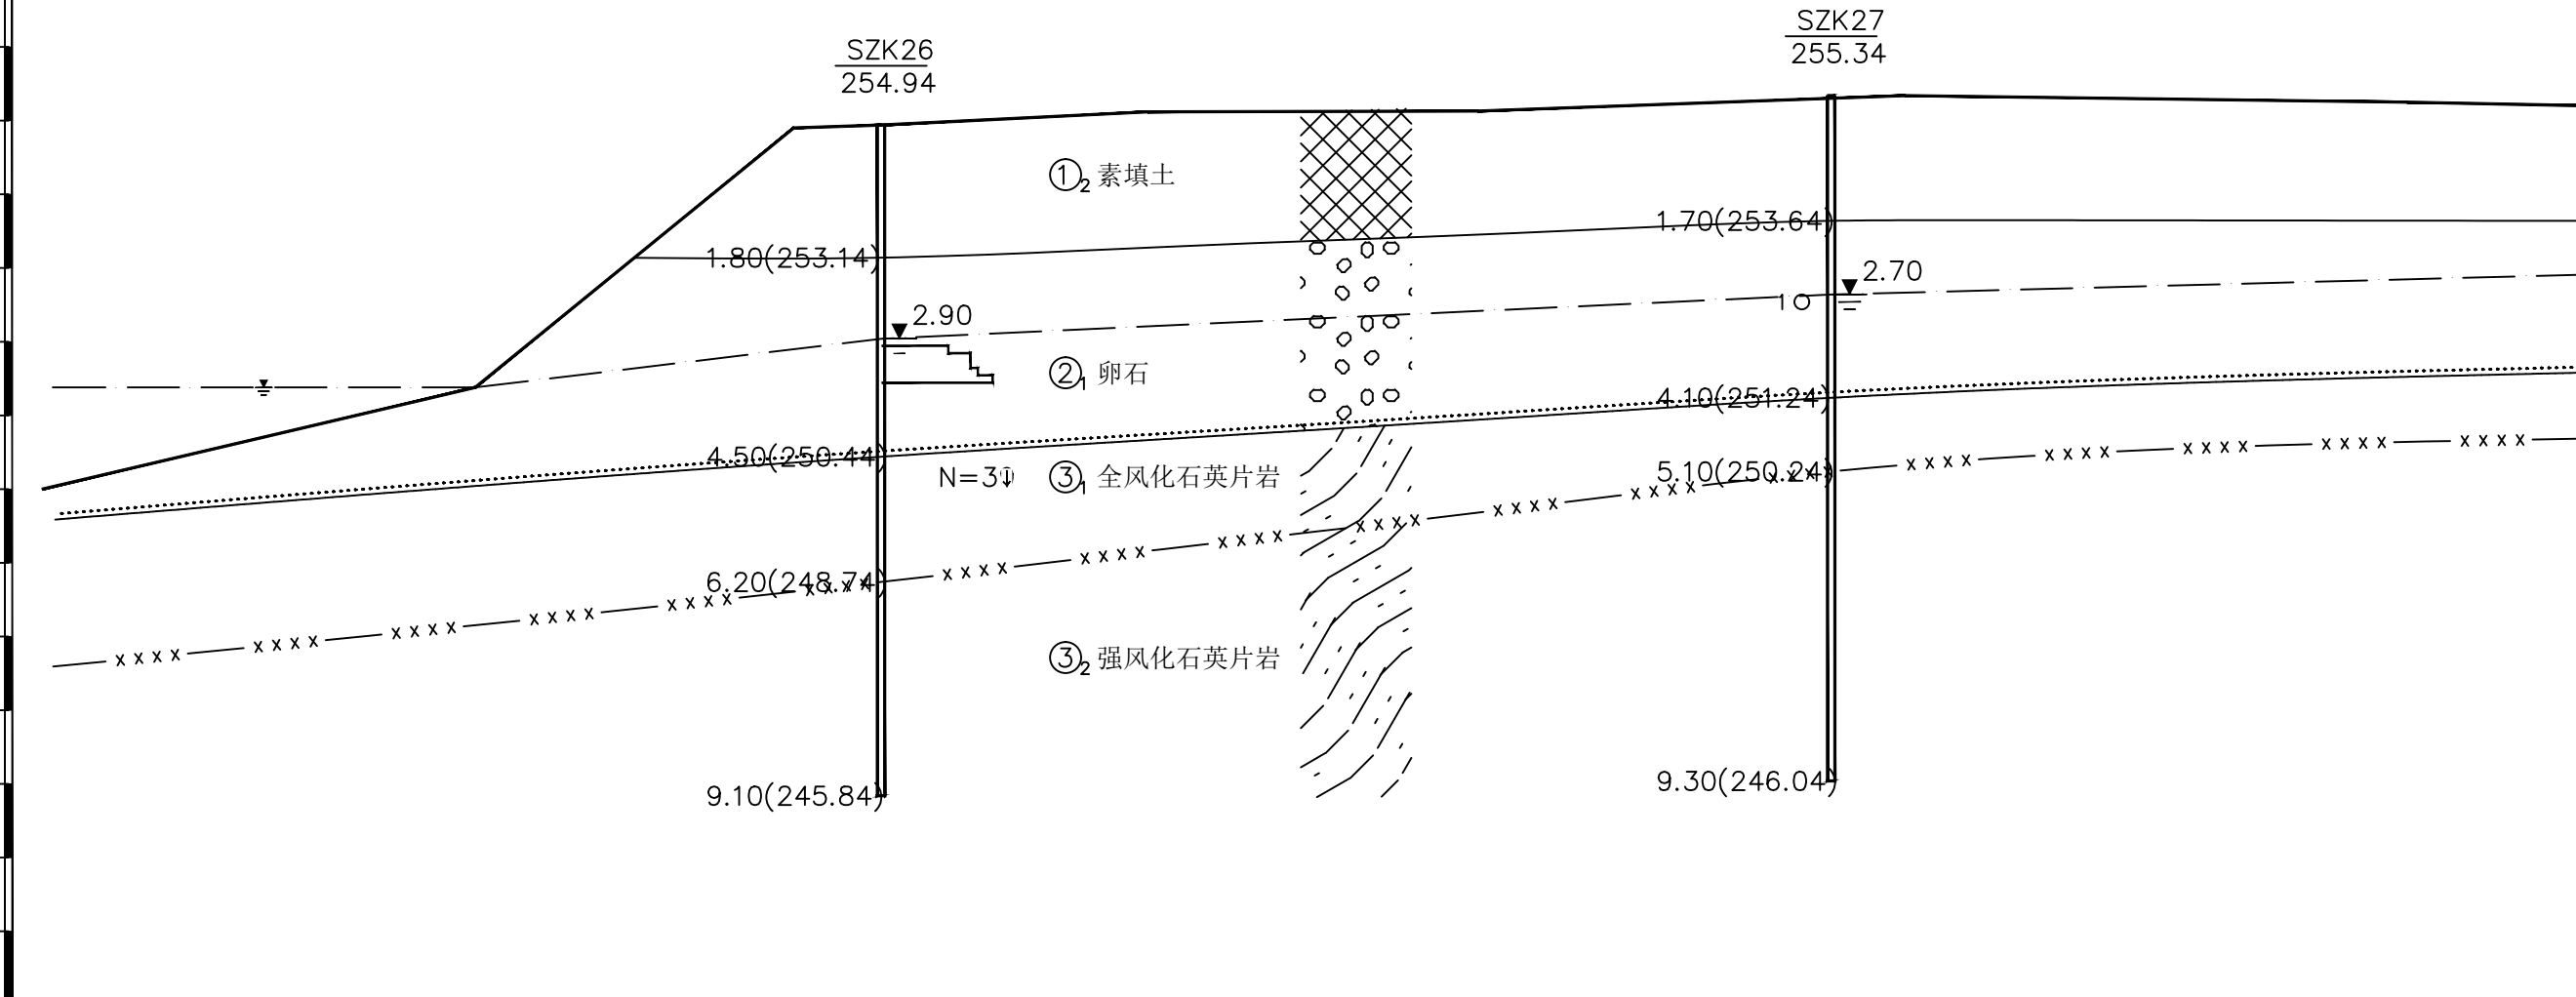 SZK27
255.34
SZK26
254.94
①2 素填土
1.70(253.64)
1.80(253.14)
2.70
1
2.90
②1 卵石
4.10(251.24)
4.50(250.44)
5.10(250.24)
③1 全风化石英片岩
6.20(248.74)
③2 强风化石英片岩
9.30(246.04)
9.10(245.84)